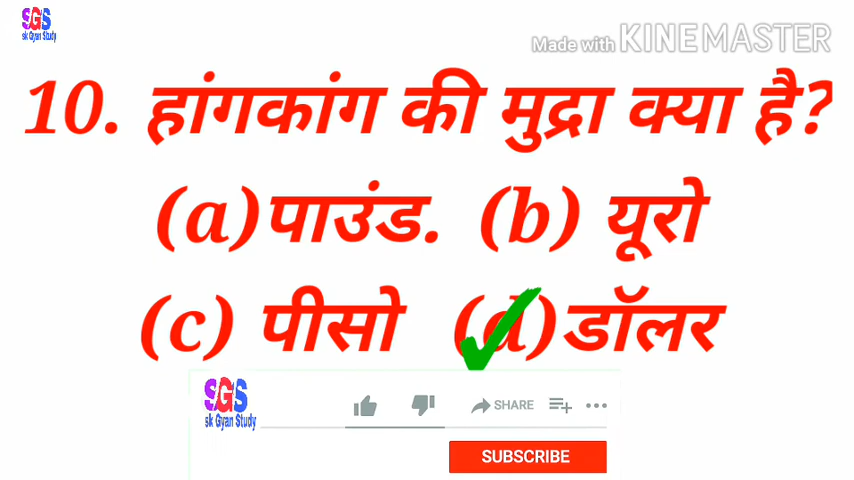 SGS
sk Gyan Study
Made with KINEMASTER
10. हांगकांग की मुद्रा क्या है?
(a)पाउंड. (b) यूरो
(c) पीसो (d)डॉलर
SGS
sk Gyan Study
SHARE
SUBSCRIBE